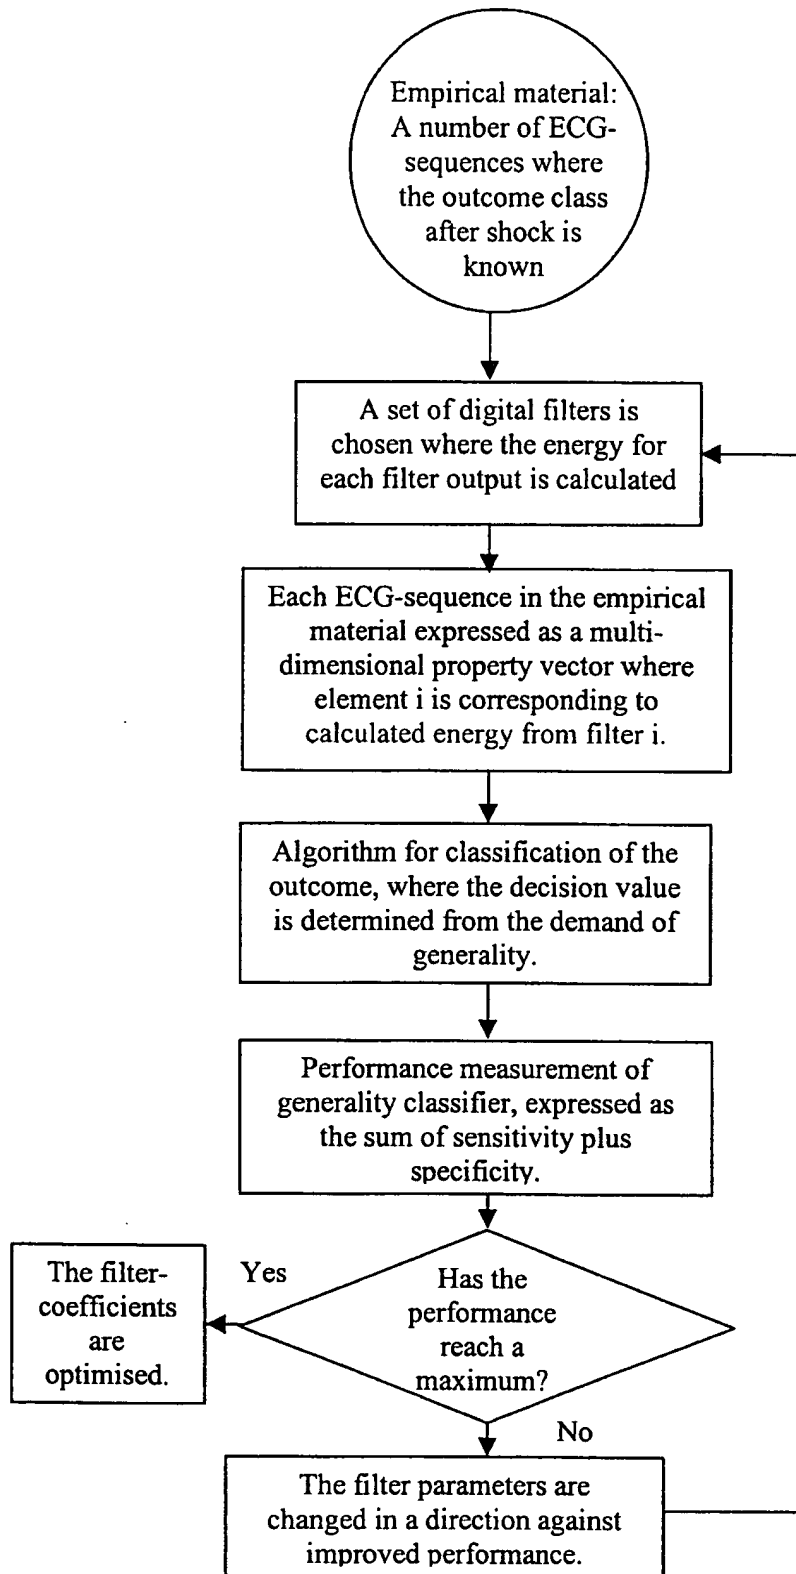 Empirical material:
A number of ECG-
sequences where
the outcome class
after shock is
known
A set of digital filters is
chosen where the energy for
each filter output is calculated
Each ECG-sequence in the empirical
material expressed as a multi-
dimensional property vector where
element i is corresponding to
calculated energy from filter i.
Algorithm for classification of the
outcome, where the decision value
is determined from the demand of
generality.
Performance measurement of
generality classifier, expressed as
the sum of sensitivity plus
specificity.
Has the
performance
reach a
maximum?
Yes
The filter-
coefficients
are
optimised.
No
The filter parameters are
changed in a direction against
improved performance.